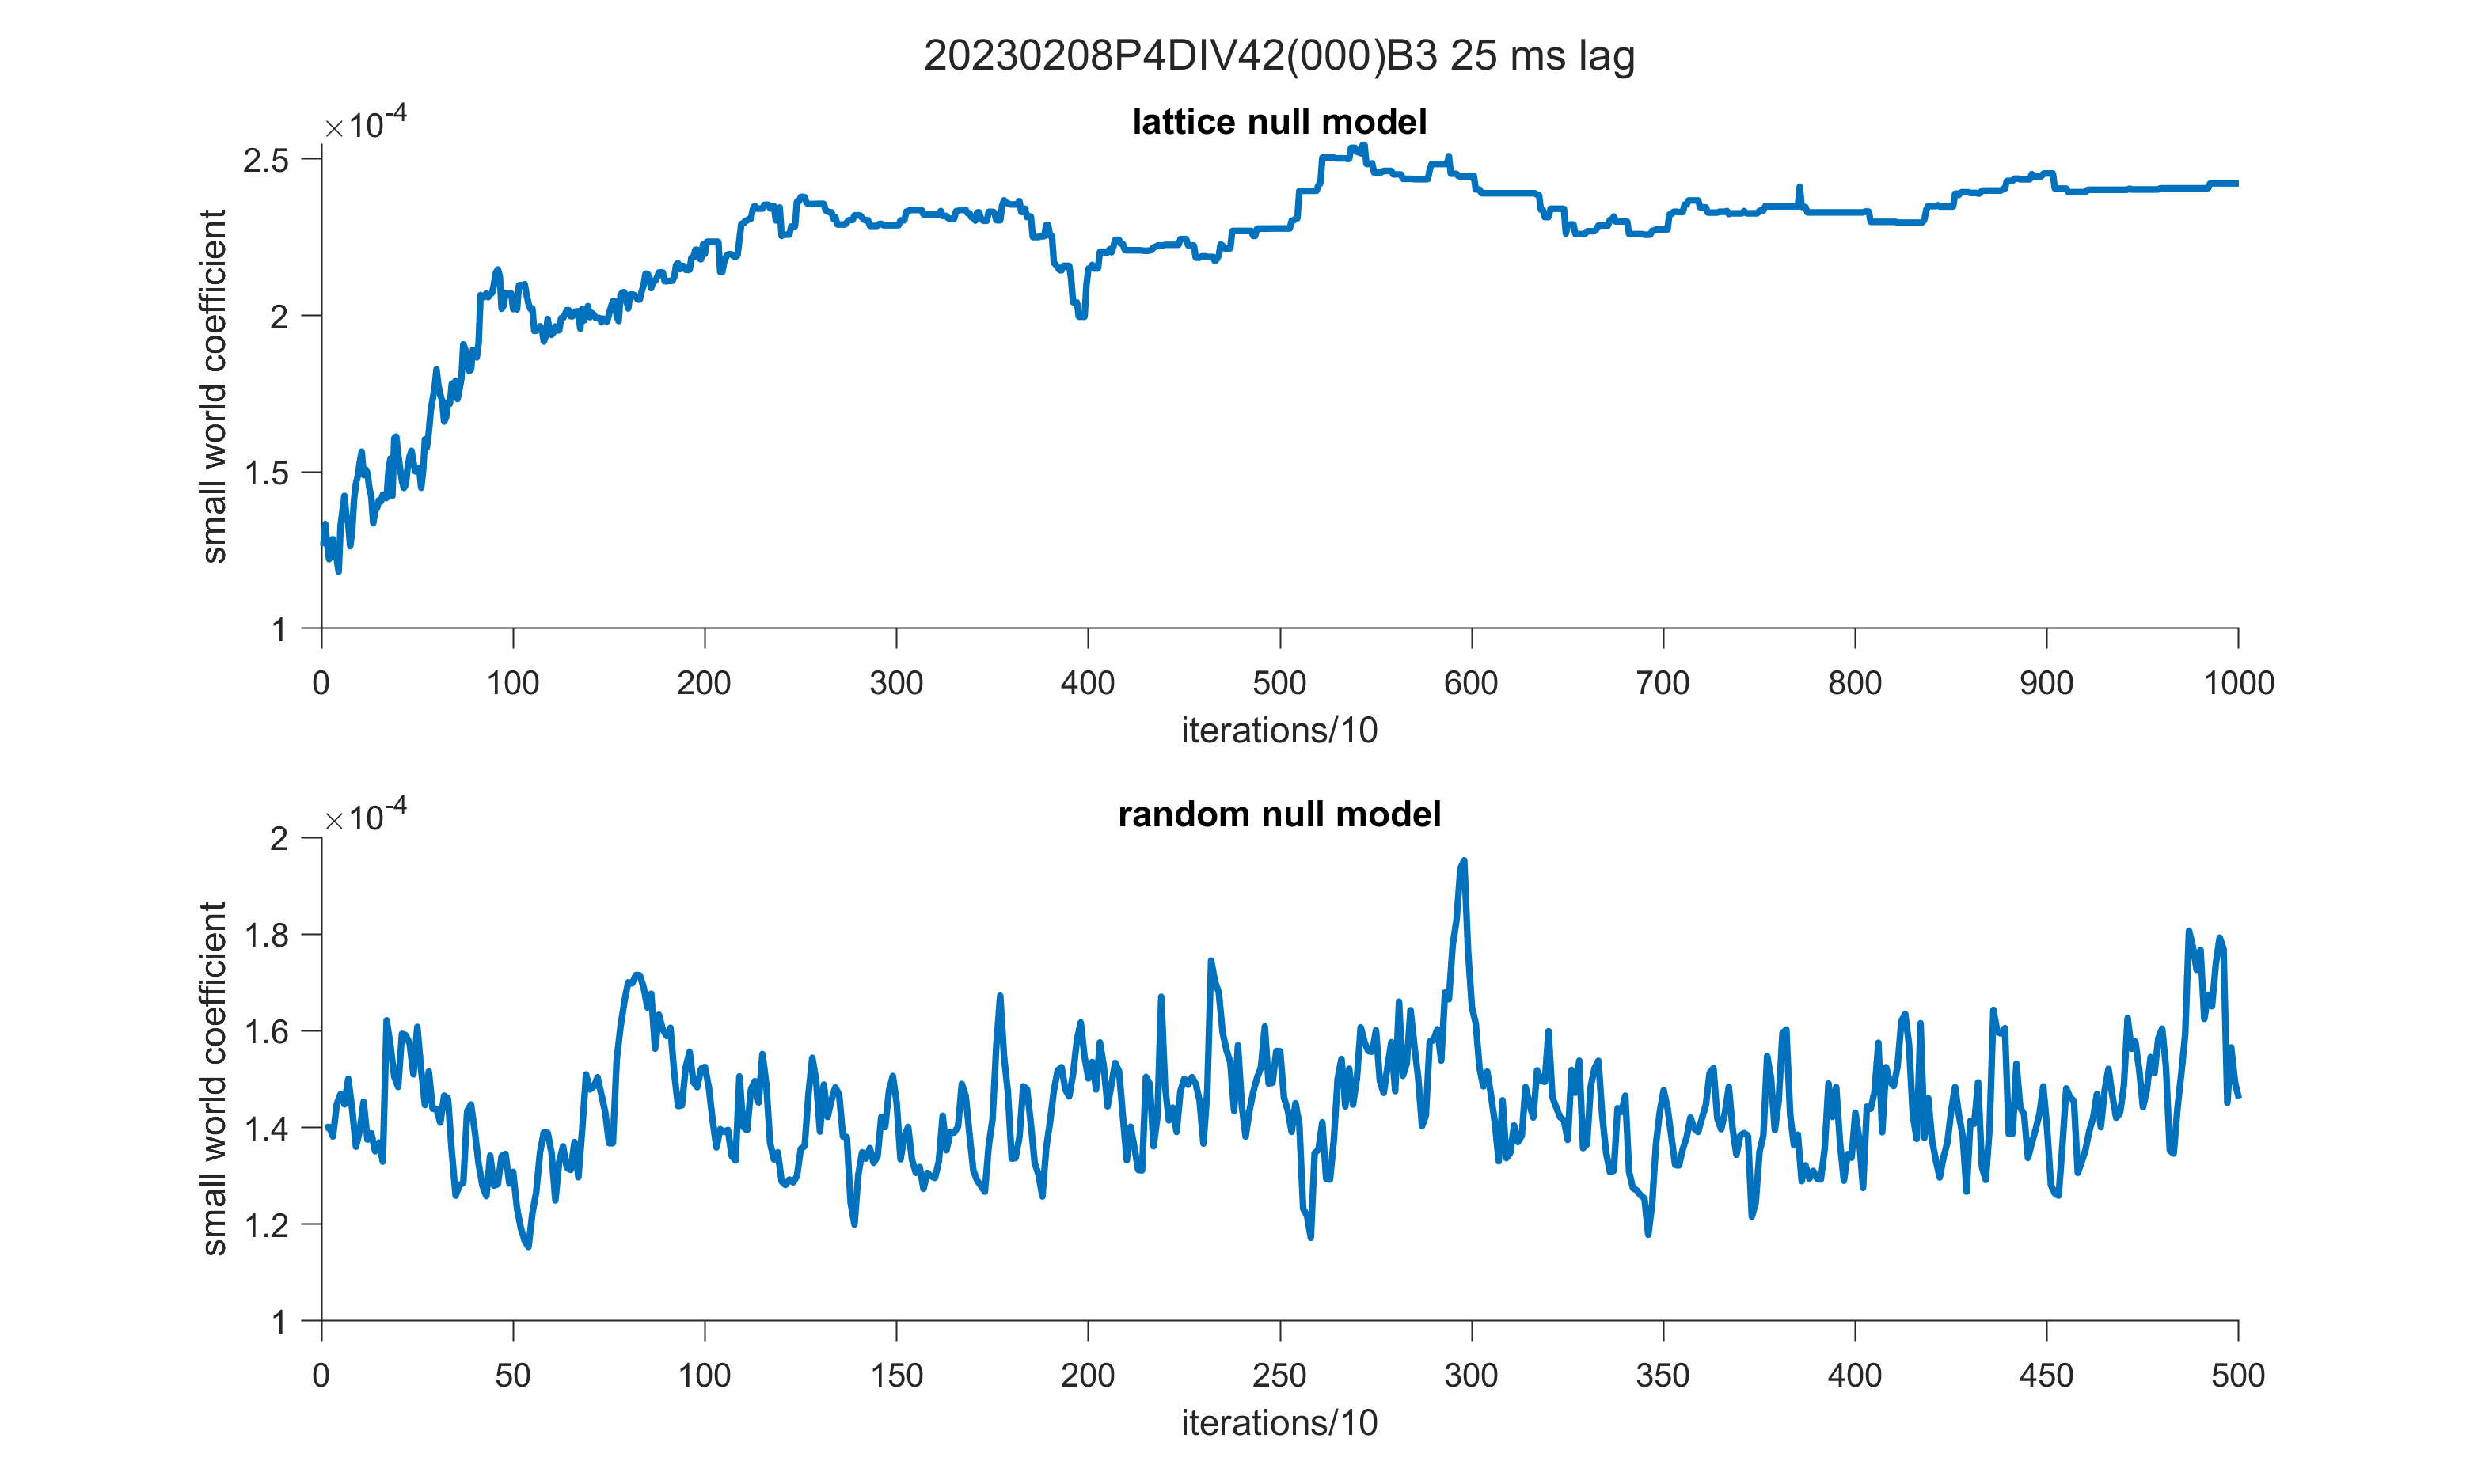 20230208P4DIV42(000)B3 25 ms lag
lattice null model
×10-4
2.5
2
1.5
1
small world coefficient
0 100 200 300 400 500 600 700 800 900 1000
iterations/10
random null model
×10-4
2
1.8
1.6
1.4
1.2
1
small world coefficient
0 50 100 150 200 250 300 350 400 450 500
iterations/10